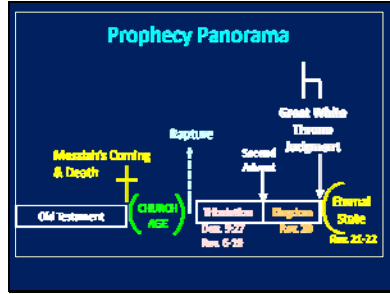 Prophecy Panorama
Great White
Throne
Judgment
Rapture
Second
Advent
Messiah's Coming
& Death
Old Testament
CHURCH
AGE
Tribulation
Kingdom
Eternal
State
Dan. 9:27
Rev. 6-19
Rev. 20
Rev. 21-22